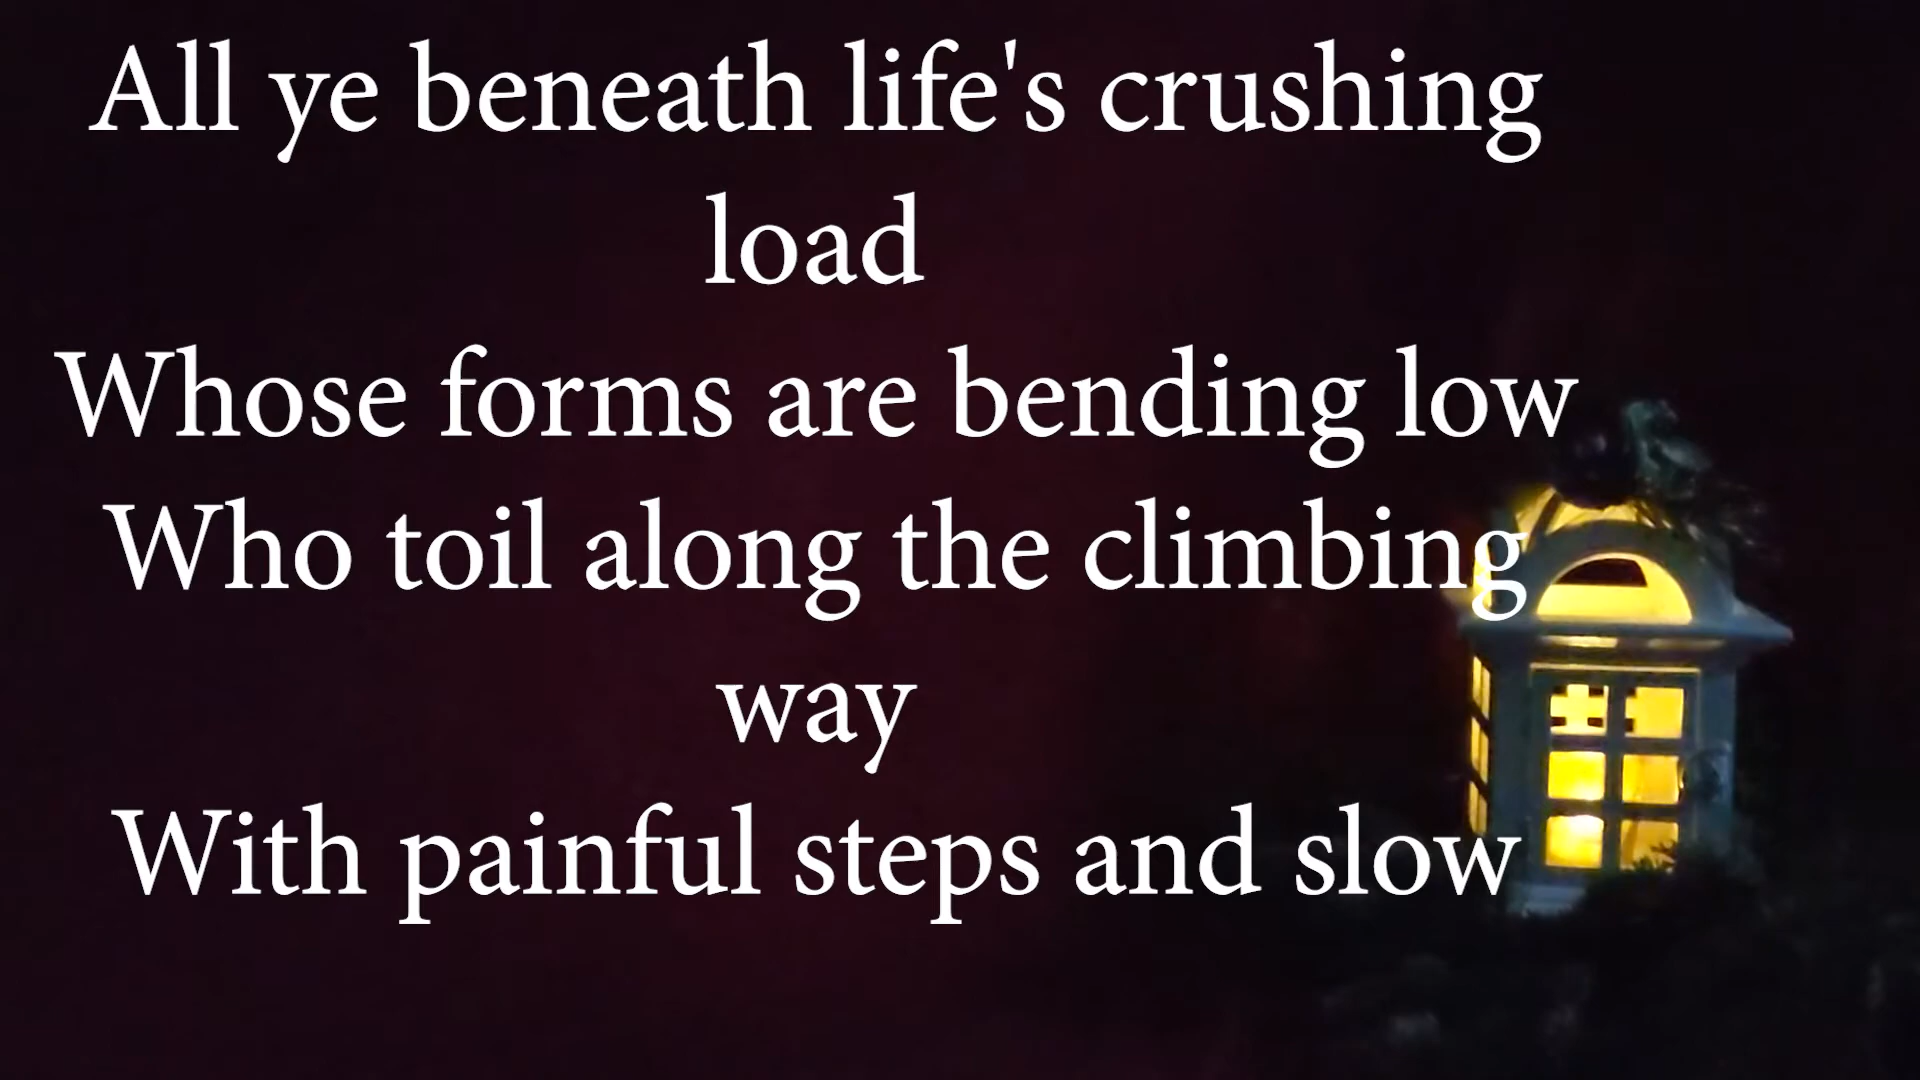 All ye beneath life's crushing
load
Whose forms are bending low
Who toil along the climbing
way
With painful steps and slow